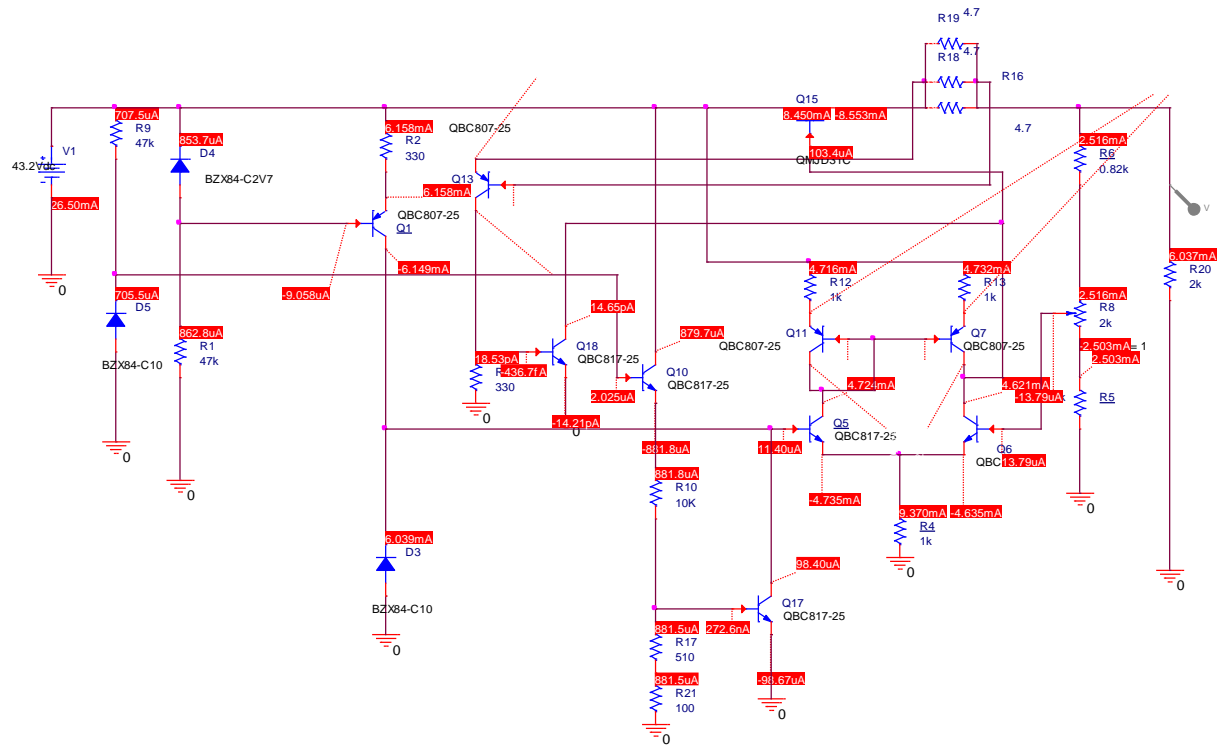 R19 4.7
4.7
R18
R16
4.7
Q15
8.450mA -8.553mA
103.4uA
707.5uA
R9
47k
853.7uA
D4
BZX84-C2V7
V1
43.2Vdc
26.50mA
0
6.158mA
R2
330
QBC807-25
Q13
6.158mA
QBC807-25
Q1
-6.149mA
-9.058uA
2.516mA
R6
0.82k
V
6.037mA
R20
2k
0
705.5uA
D5
BZX84-C10
0
862.8uA
R1
47k
0
14.65pA
Q18
QBC817-25
18.53pA
-436.7fA
330
0
-14.21pA
0
879.7uA
Q10
QBC817-25
2.025uA
-881.8uA
881.8uA
R10
10K
4.716mA
R12
1k
4.732mA
R13
1k
Q11
QBC807-25
Q7
QBC807-25
4.724mA
4.621mA
-13.79uA
2.516mA
R8
2k
-2.503mA = 1
2.503mA
R5
0
Q5
QBC817-25
11.40uA
Q6
13.79uA
-4.735mA
-4.635mA
9.370mA
R4
1k
0
6.039mA
D3
BZX84-C10
0
98.40uA
Q17
QBC817-25
272.6nA
-98.67uA
0
881.5uA
R17
510
881.5uA
R21
100
0